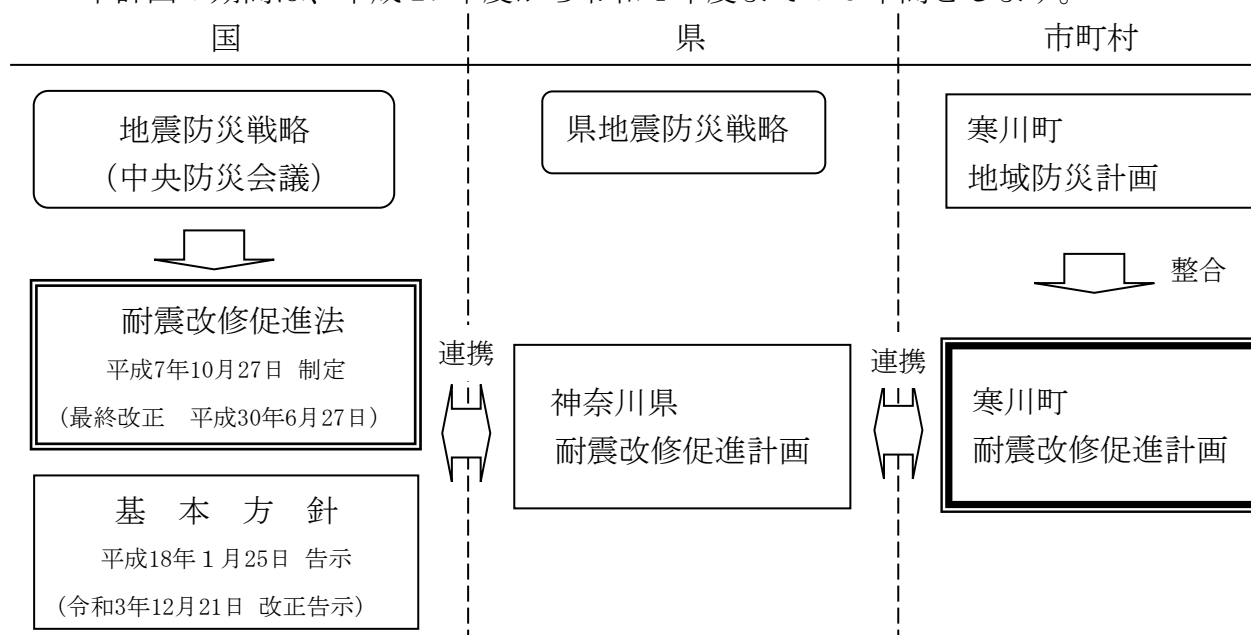 国
県
市町村
地震防災戦略
(中央防災会議)
県地震防災戦略
寒川町
地域防災計画
整合
耐震改修促進法
平成7年10月27日 制定
(最終改正 平成30年6月27日)
連携
神奈川県
耐震改修促進計画
連携
寒川町
耐震改修促進計画
基 本 方 針
平成18年１月25日 告示
(令和3年12月21日 改正告示)